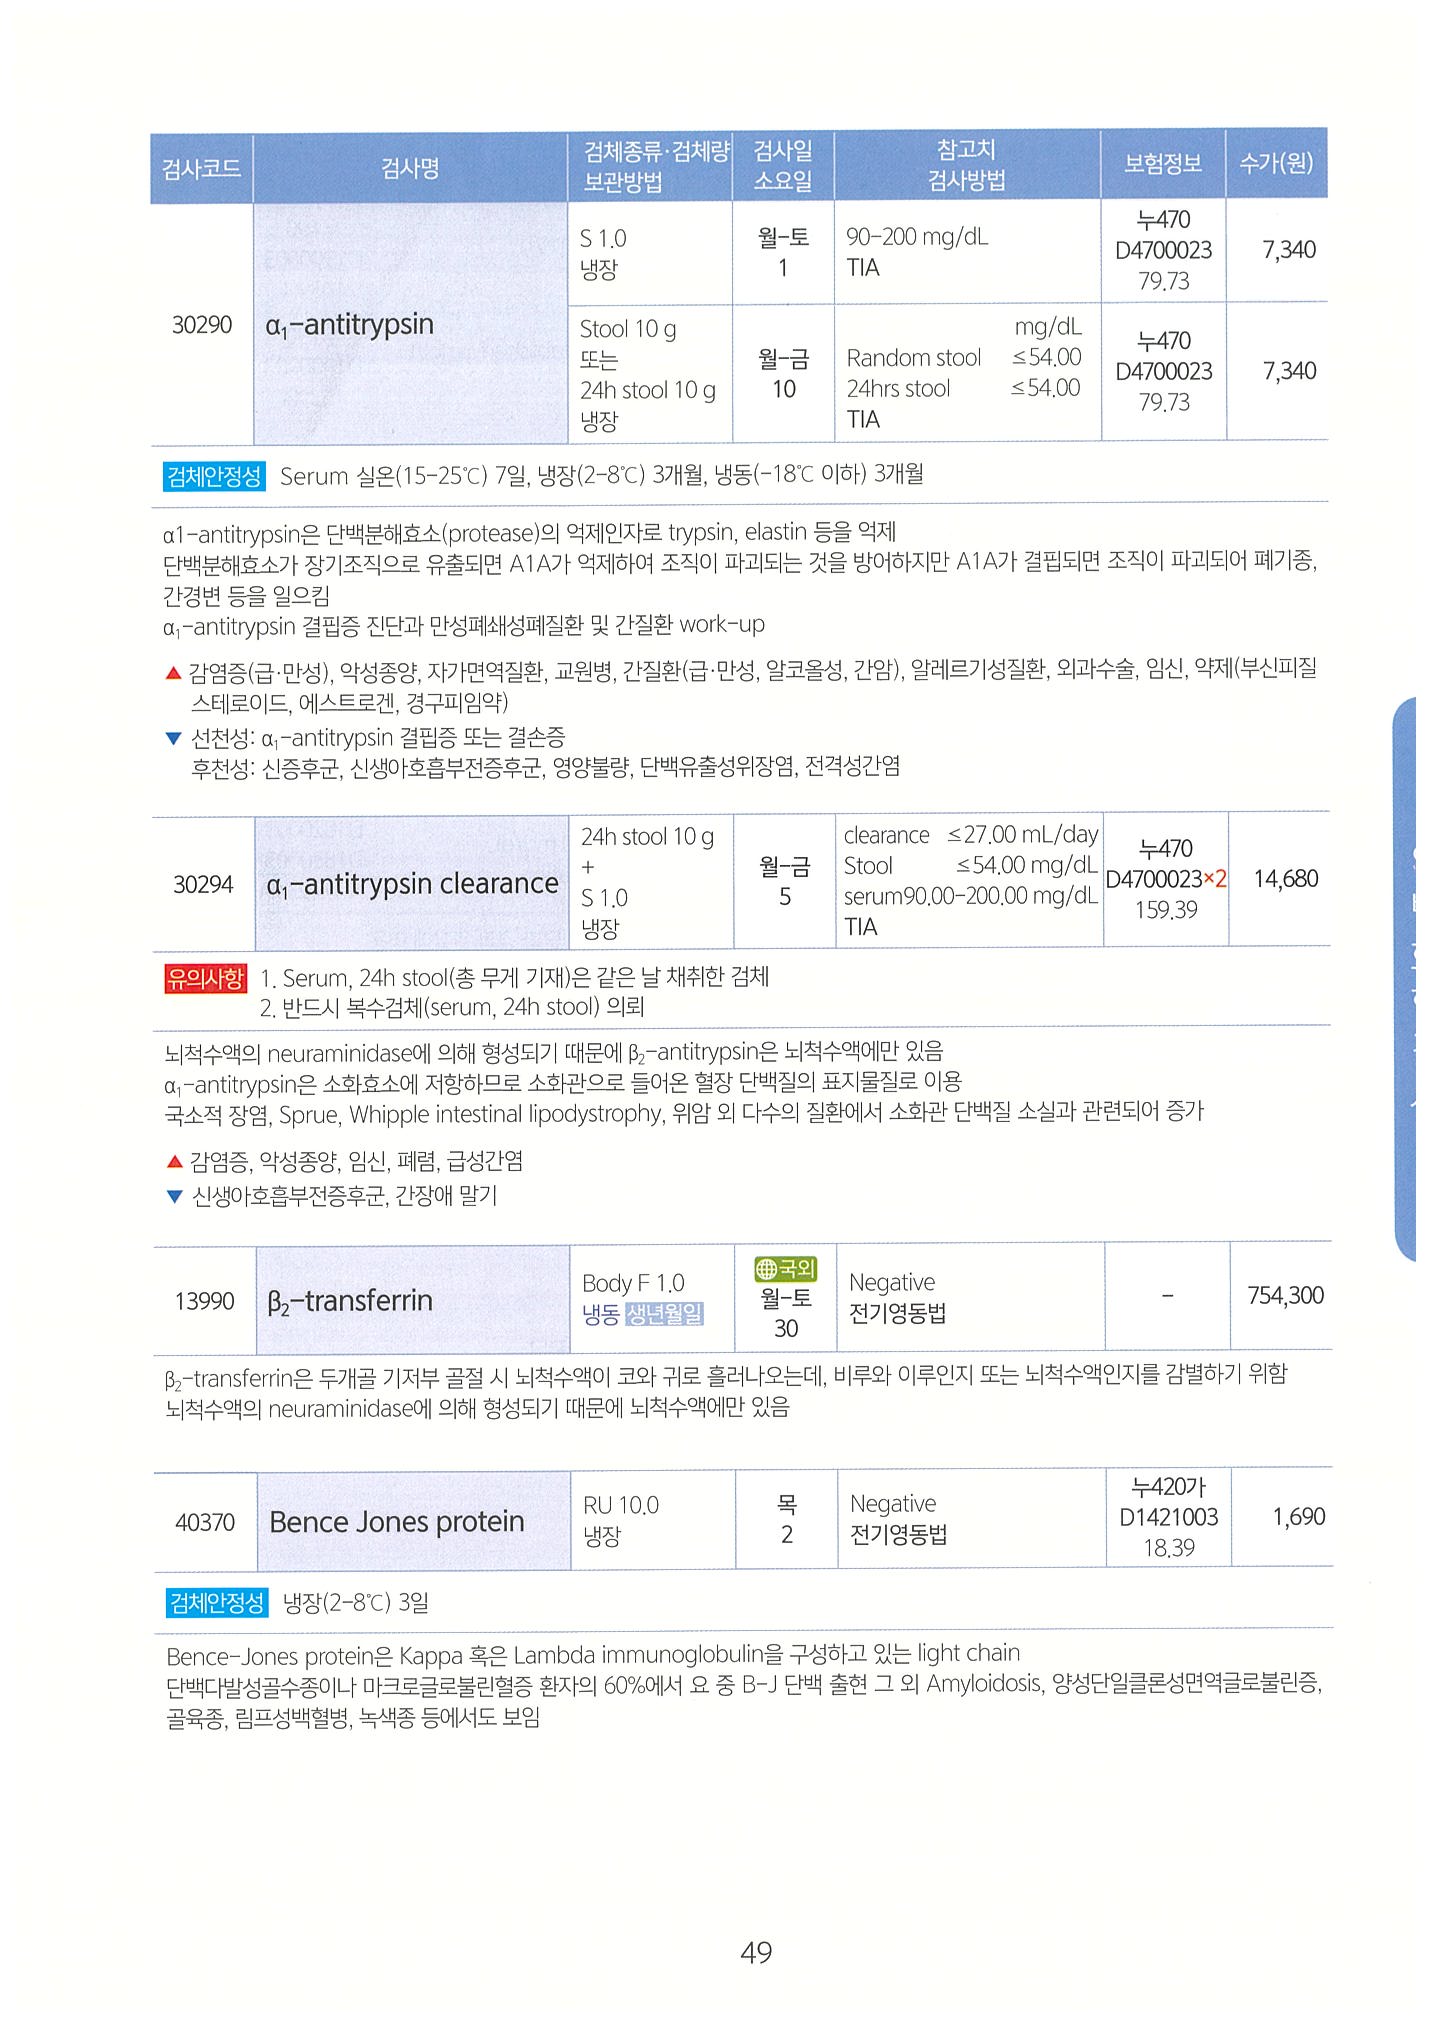 검사코드 검사명 검체종류·검체량 보관방법 검사일 소요일 참고치 검사방법 보험정보 수가(원)
30290 α₁-antitrypsin
S 1.0 냉장 월-토 1 90-200 mg/dL TIA 누470 D4700023 79.73 7,340
Stool 10 g 또는 24h stool 10 g 냉장 월-금 10 mg/dL Random stool ≤54.00 24hrs stool ≤54.00 TIA 누470 D4700023 79.73 7,340
검체안정성 Serum 실온(15-25℃) 7일, 냉장(2-8℃) 3개월, 냉동(-18℃ 이하) 3개월
α1-antitrypsin은 단백분해효소(protease)의 억제인자로 trypsin, elastin 등을 억제
단백분해효소가 장기조직으로 유출되면 A1A가 억제하여 조직이 파괴되는 것을 방어하지만 A1A가 결핍되면 조직이 파괴되어 폐기종,
간경변 등을 일으킴
α₁-antitrypsin 결핍증 진단과 만성폐쇄성폐질환 및 간질환 work-up
▲ 감염증(급·만성), 악성종양, 자가면역질환, 교원병, 간질환(급·만성, 알코올성, 간암), 알레르기성질환, 외과수술, 임신, 약제(부신피질
스테로이드, 에스트로겐, 경구피임약)
▼ 선천성: α₁-antitrypsin 결핍증 또는 결손증
후천성: 신증후군, 신생아호흡부전증후군, 영양불량, 단백유출성위장염, 전격성간염
30294 α₁-antitrypsin clearance 24h stool 10 g + S 1.0 냉장 월-금 5 clearance ≤27.00 mL/day Stool ≤54.00 mg/dL serum90.00-200.00 mg/dL TIA 누470 D4700023×2 159.39 14,680
유의사항 1. Serum, 24h stool(총 무게 기재)은 같은 날 채취한 검체
2. 반드시 복수검체(serum, 24h stool) 의뢰
뇌척수액의 neuraminidase에 의해 형성되기 때문에 β₂-antitrypsin은 뇌척수액에만 있음
α₁-antitrypsin은 소화효소에 저항하므로 소화관으로 들어온 혈장 단백질의 표지물질로 이용
국소적 장염, Sprue, Whipple intestinal lipodystrophy, 위암 외 다수의 질환에서 소화관 단백질 소실과 관련되어 증가
▲ 감염증, 악성종양, 임신, 폐렴, 급성간염
▼ 신생아호흡부전증후군, 간장애 말기
13990 β₂-transferrin Body F 1.0 냉동 생년월일 국외 월-토 30 Negative 전기영동법 - 754,300
β₂-transferrin은 두개골 기저부 골절 시 뇌척수액이 코와 귀로 흘러나오는데, 비루와 이루인지 또는 뇌척수액인지를 감별하기 위함
뇌척수액의 neuraminidase에 의해 형성되기 때문에 뇌척수액에만 있음
40370 Bence Jones protein RU 10.0 냉장 목 2 Negative 전기영동법 누420가 D1421003 18.39 1,690
검체안정성 냉장(2-8℃) 3일
Bence-Jones protein은 Kappa 혹은 Lambda immunoglobulin을 구성하고 있는 light chain
단백다발성골수종이나 마크로글로불린혈증 환자의 60%에서 요 중 B-J 단백 출현 그 외 Amyloidosis, 양성단일클론성면역글로불린증,
골육종, 림프성백혈병, 녹색종 등에서도 보임
49